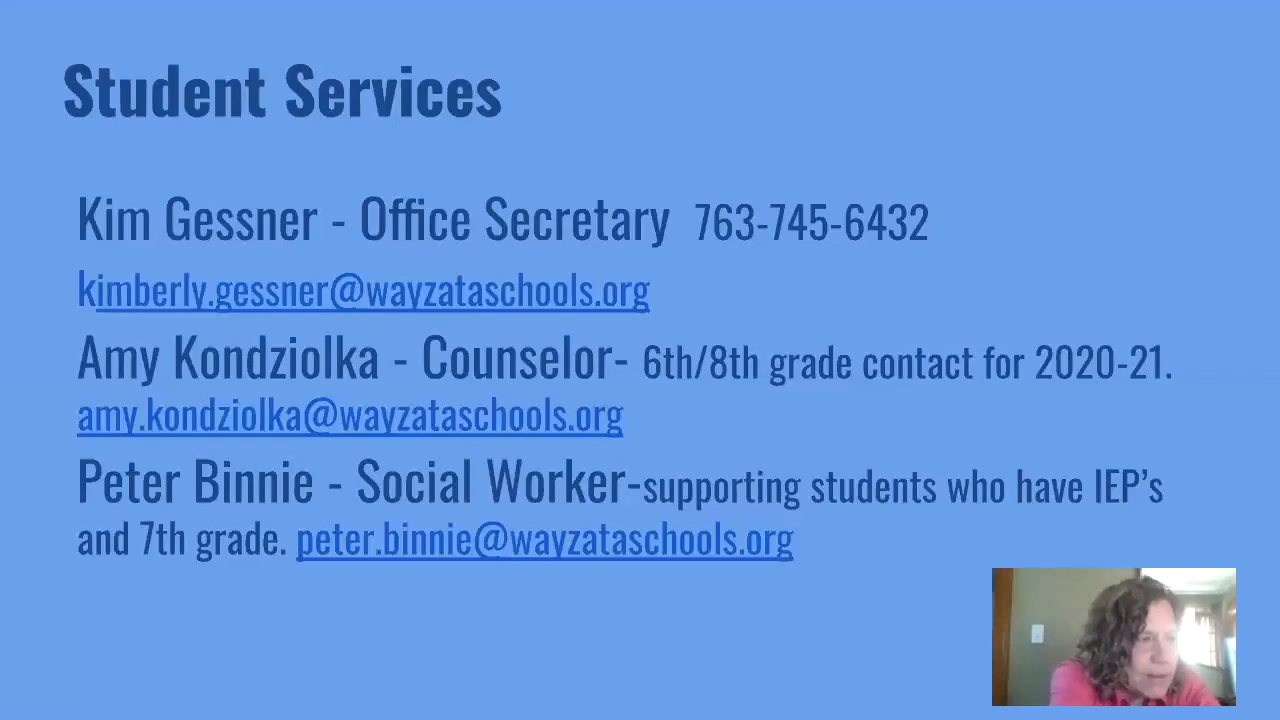 Student Services
Kim Gessner - Office Secretary 763-745-6432
kimberly.gessner@wayzataschools.org
Amy Kondziolka - Counselor- 6th/8th grade contact for 2020-21.
amy.kondziolka@wayzataschools.org
Peter Binnie - Social Worker-supporting students who have IEP's
and 7th grade. peter.binnie@wayzataschools.org